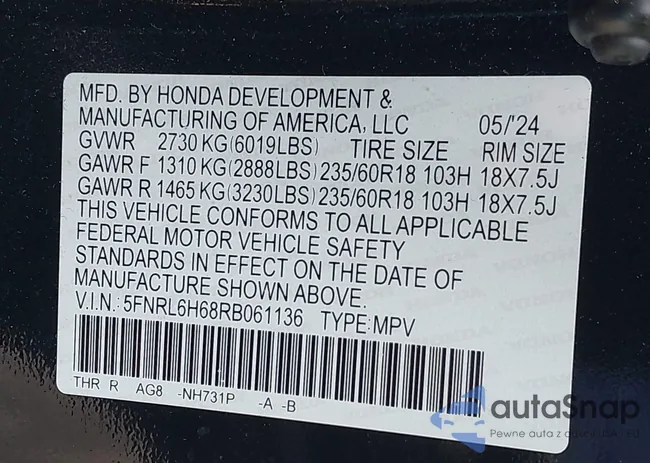 MFD. BY HONDA DEVELOPMENT &
MANUFACTURING OF AMERICA, LLC 05/'24
GVWR 2730 KG(6019LBS) TIRE SIZE RIM SIZE
GAWR F 1310 KG(2888LBS) 235/60R18 103H 18X7.5J
GAWR R 1465 KG(3230LBS) 235/60R18 103H 18X7.5J
THIS VEHICLE CONFORMS TO ALL APPLICABLE
FEDERAL MOTOR VEHICLE SAFETY
STANDARDS IN EFFECT ON THE DATE OF
MANUFACTURE SHOWN ABOVE.
V.I.N.: 5FNRL6H68RB061136 TYPE:MPV
THR R AG8 -NH731P -A -B
autaSnap
Pewne auta z